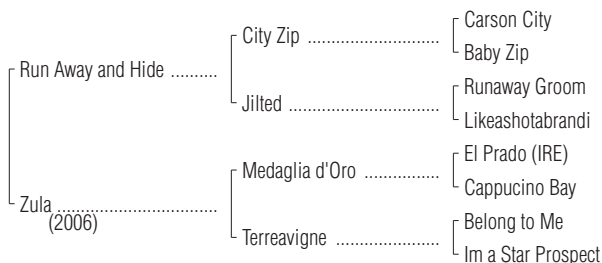 Carson City
City Zip ..............................
Baby Zip
Run Away and Hide ..........
Runaway Groom
Jilted ..................................
Likeashotabrandi
El Prado (IRE)
Medaglia d'Oro ................
Cappucino Bay
Zula ..................................
(2006)
Belong to Me
Terreavigne ......................
Im a Star Prospect